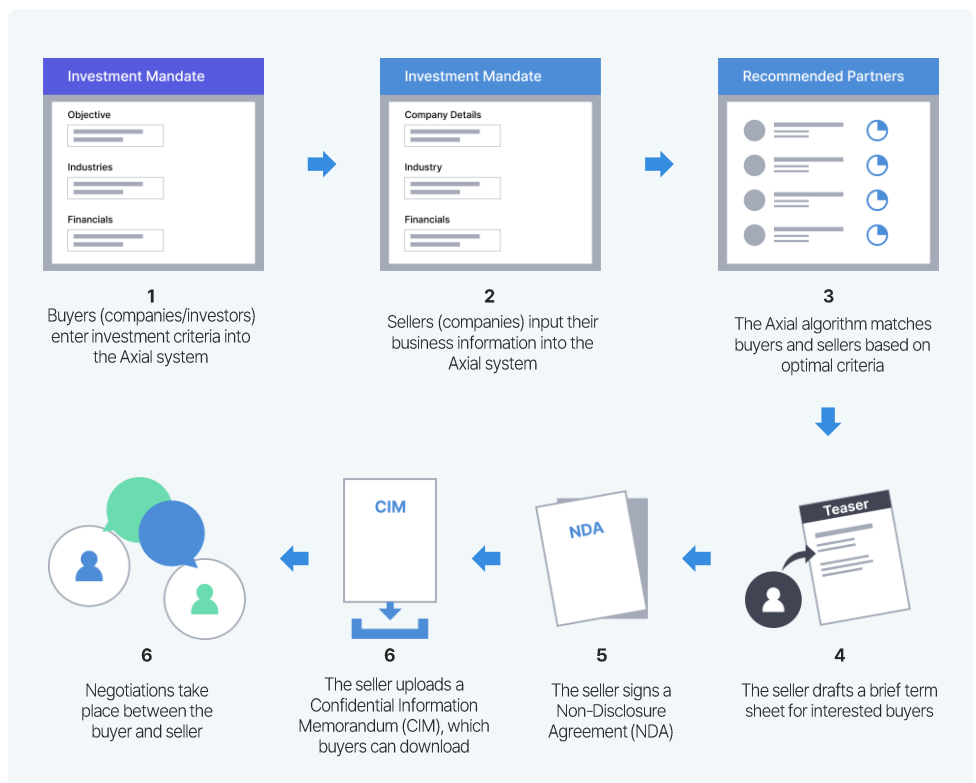 Investment Mandate
Objective
Industries
Financials
1
Buyers (companies/investors)
enter investment criteria into
the Axial system
Investment Mandate
Company Details
Industry
Financials
2
Sellers (companies) input their
business information into the
Axial system
Recommended Partners
3
The Axial algorithm matches
buyers and sellers based on
optimal criteria
Teaser
4
The seller drafts a brief term
sheet for interested buyers
NDA
5
The seller signs a
Non-Disclosure
Agreement (NDA)
CIM
6
The seller uploads a
Confidential Information
Memorandum (CIM), which
buyers can download
6
Negotiations take
place between the
buyer and seller